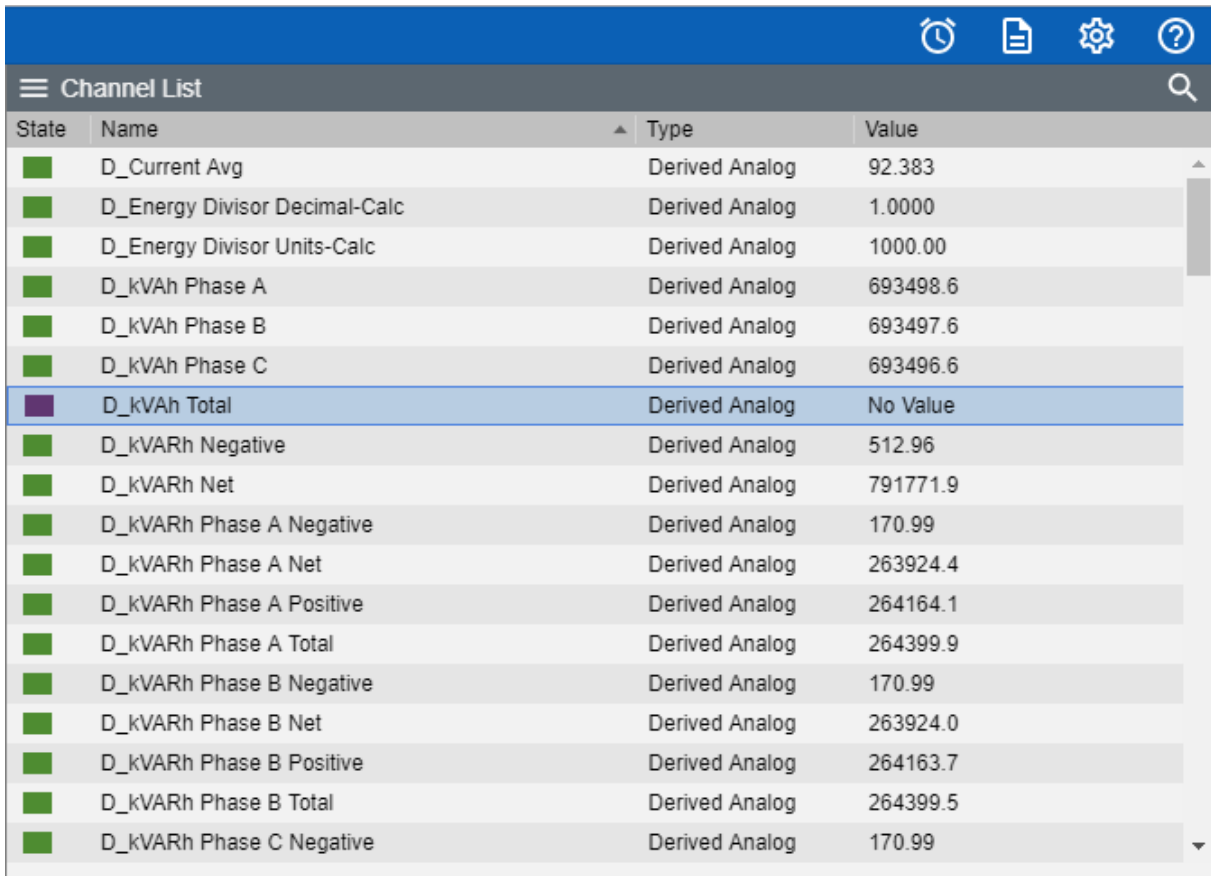 Channel List
State Name Type Value
D_Current Avg Derived Analog 92.383
D_Energy Divisor Decimal-Calc Derived Analog 1.0000
D_Energy Divisor Units-Calc Derived Analog 1000.00
D_kVAh Phase A Derived Analog 693498.6
D_kVAh Phase B Derived Analog 693497.6
D_kVAh Phase C Derived Analog 693496.6
D_kVAh Total Derived Analog No Value
D_kVARh Negative Derived Analog 512.96
D_kVARh Net Derived Analog 791771.9
D_kVARh Phase A Negative Derived Analog 170.99
D_kVARh Phase A Net Derived Analog 263924.4
D_kVARh Phase A Positive Derived Analog 264164.1
D_kVARh Phase A Total Derived Analog 264399.9
D_kVARh Phase B Negative Derived Analog 170.99
D_kVARh Phase B Net Derived Analog 263924.0
D_kVARh Phase B Positive Derived Analog 264163.7
D_kVARh Phase B Total Derived Analog 264399.5
D_kVARh Phase C Negative Derived Analog 170.99